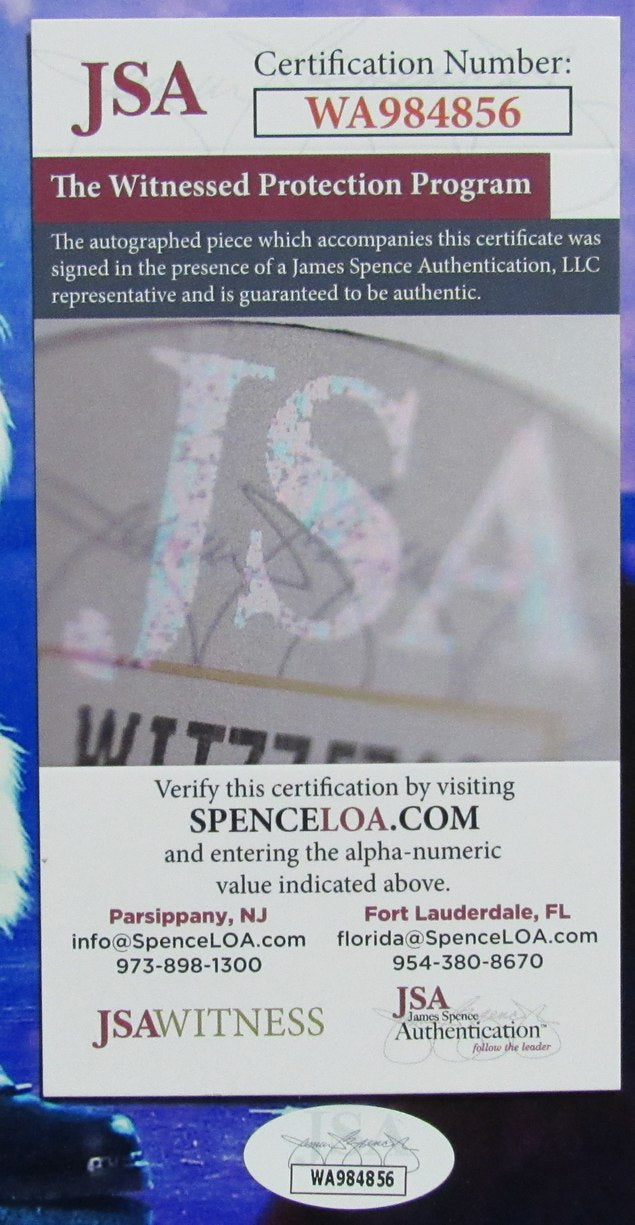 JSA
Certification Number:
WA984856
The Witnessed Protection Program
The autographed piece which accompanies this certificate was
signed in the presence of a James Spence Authentication, LLC
representative and is guaranteed to be authentic.
JSA
Verify this certification by visiting
SPENCELOA.COM
and entering the alpha-numeric
value indicated above.
Parsippany, NJ
info@SpenceLOA.com
973-898-1300
Fort Lauderdale, FL
florida@SpenceLOA.com
954-380-8670
JSAWITNESS
JSA
James Spence
Authentication™
follow the leader
JSA
WA984856